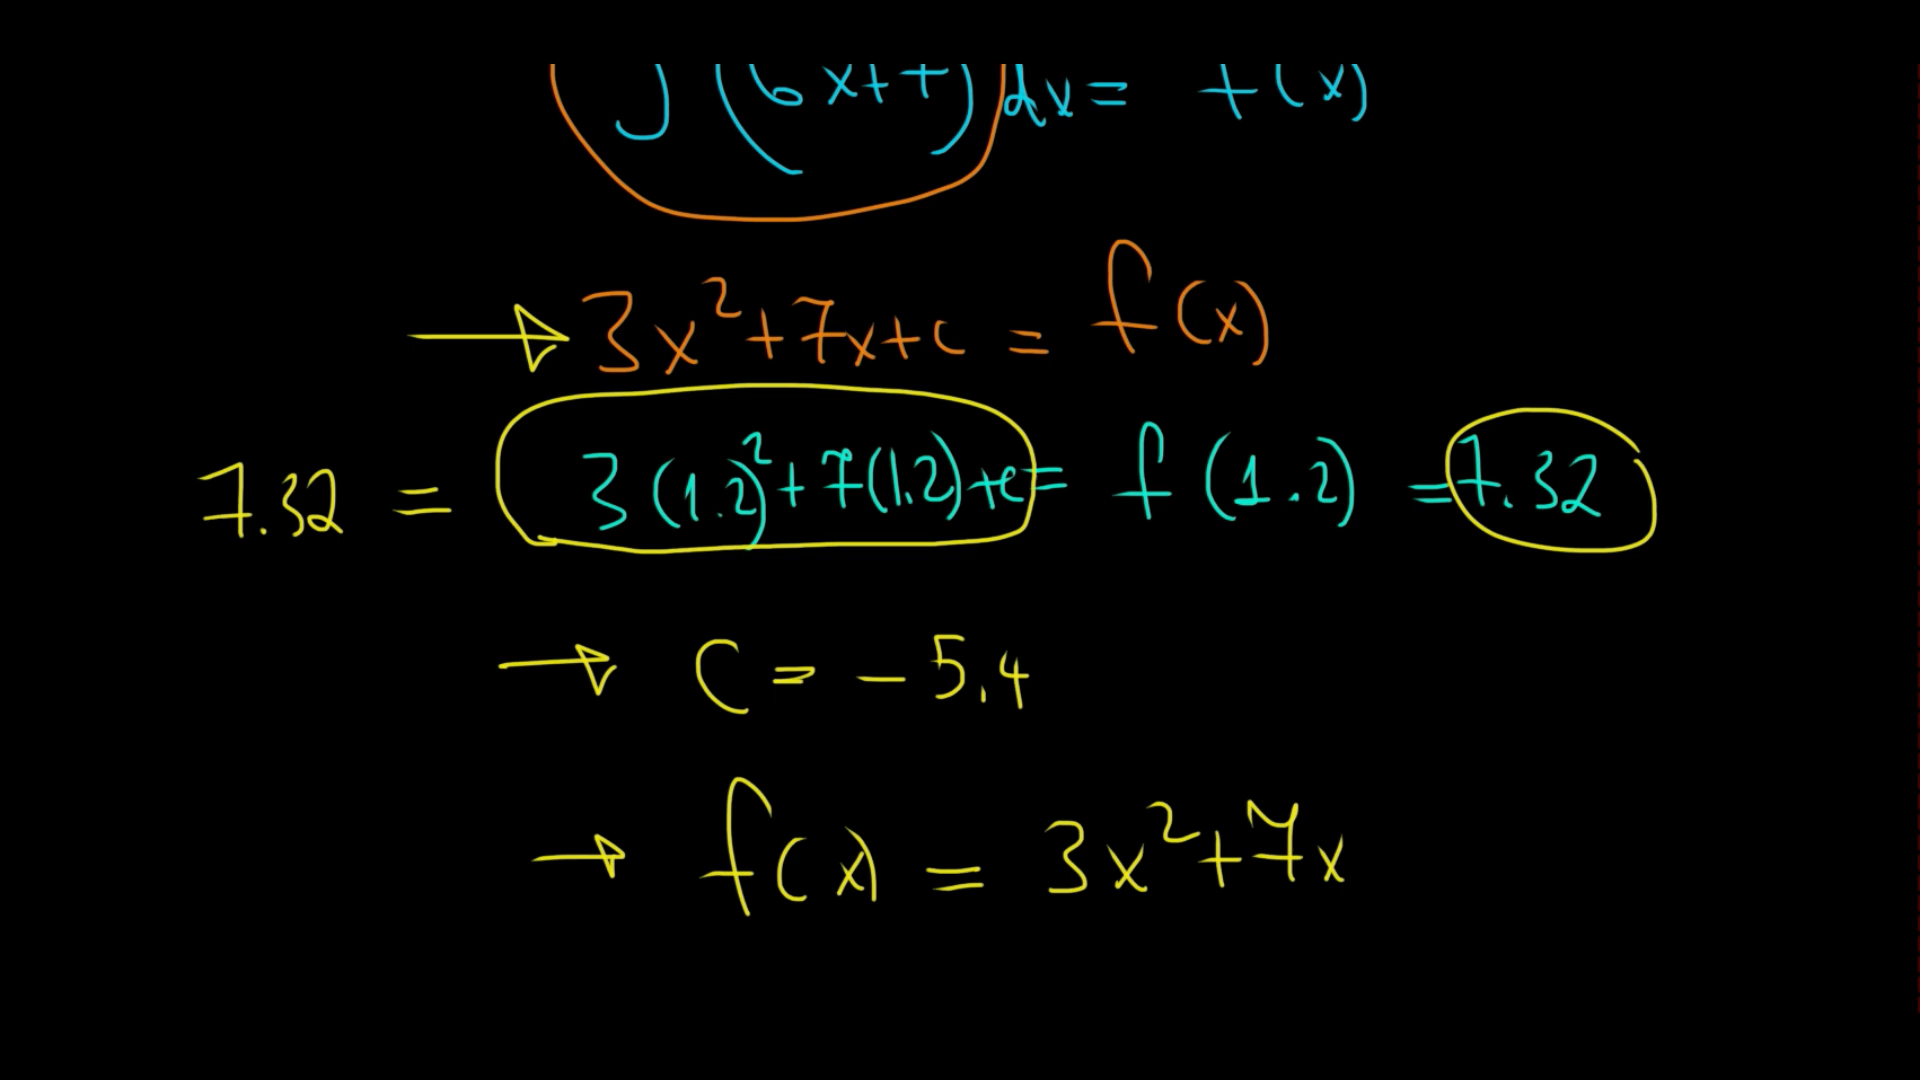 ∫(6x+7)dx = f(x)
→ 3x²+7x+c = f(x)
7.32 = 3(1.2)²+7(1.2)+c = f(1.2) = 7.32
→ C = -5.4
→ f(x) = 3x²+7x